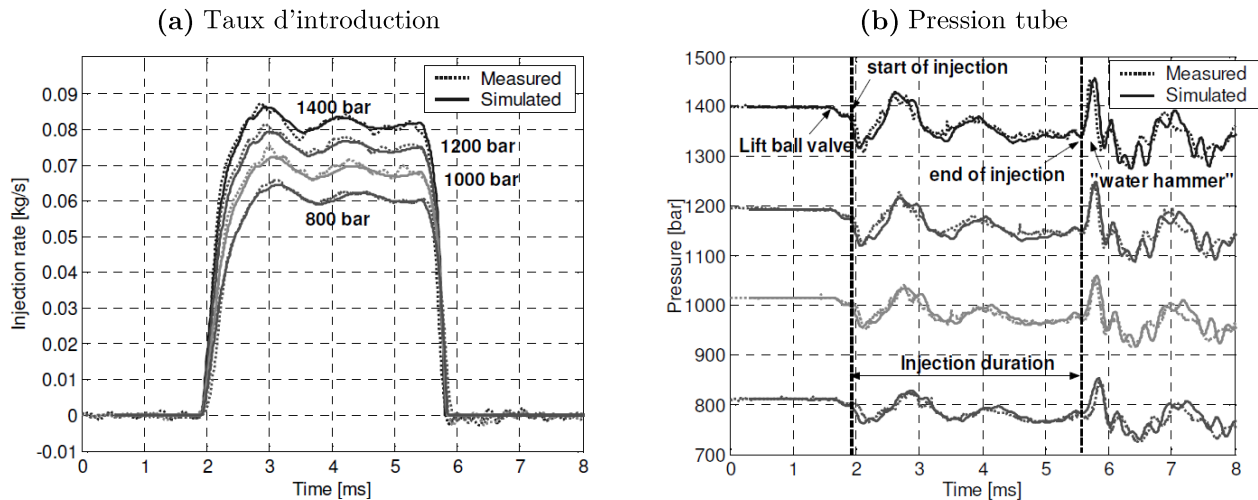 (a) Taux d'introduction
Measured
Simulated
1400 bar
1200 bar
1000 bar
800 bar
Injection rate [kg/s]
0.09
0.08
0.07
0.06
0.05
0.04
0.03
0.02
0.01
0
-0.01
0 1 2 3 4 5 6 7 8
Time [ms]
(b) Pression tube
Measured
Simulated
start of injection
Lift ball valve
end of injection
"water hammer"
Injection duration
Pressure [bar]
1500
1400
1300
1200
1100
1000
900
800
700
0 1 2 3 4 5 6 7 8
Time [ms]